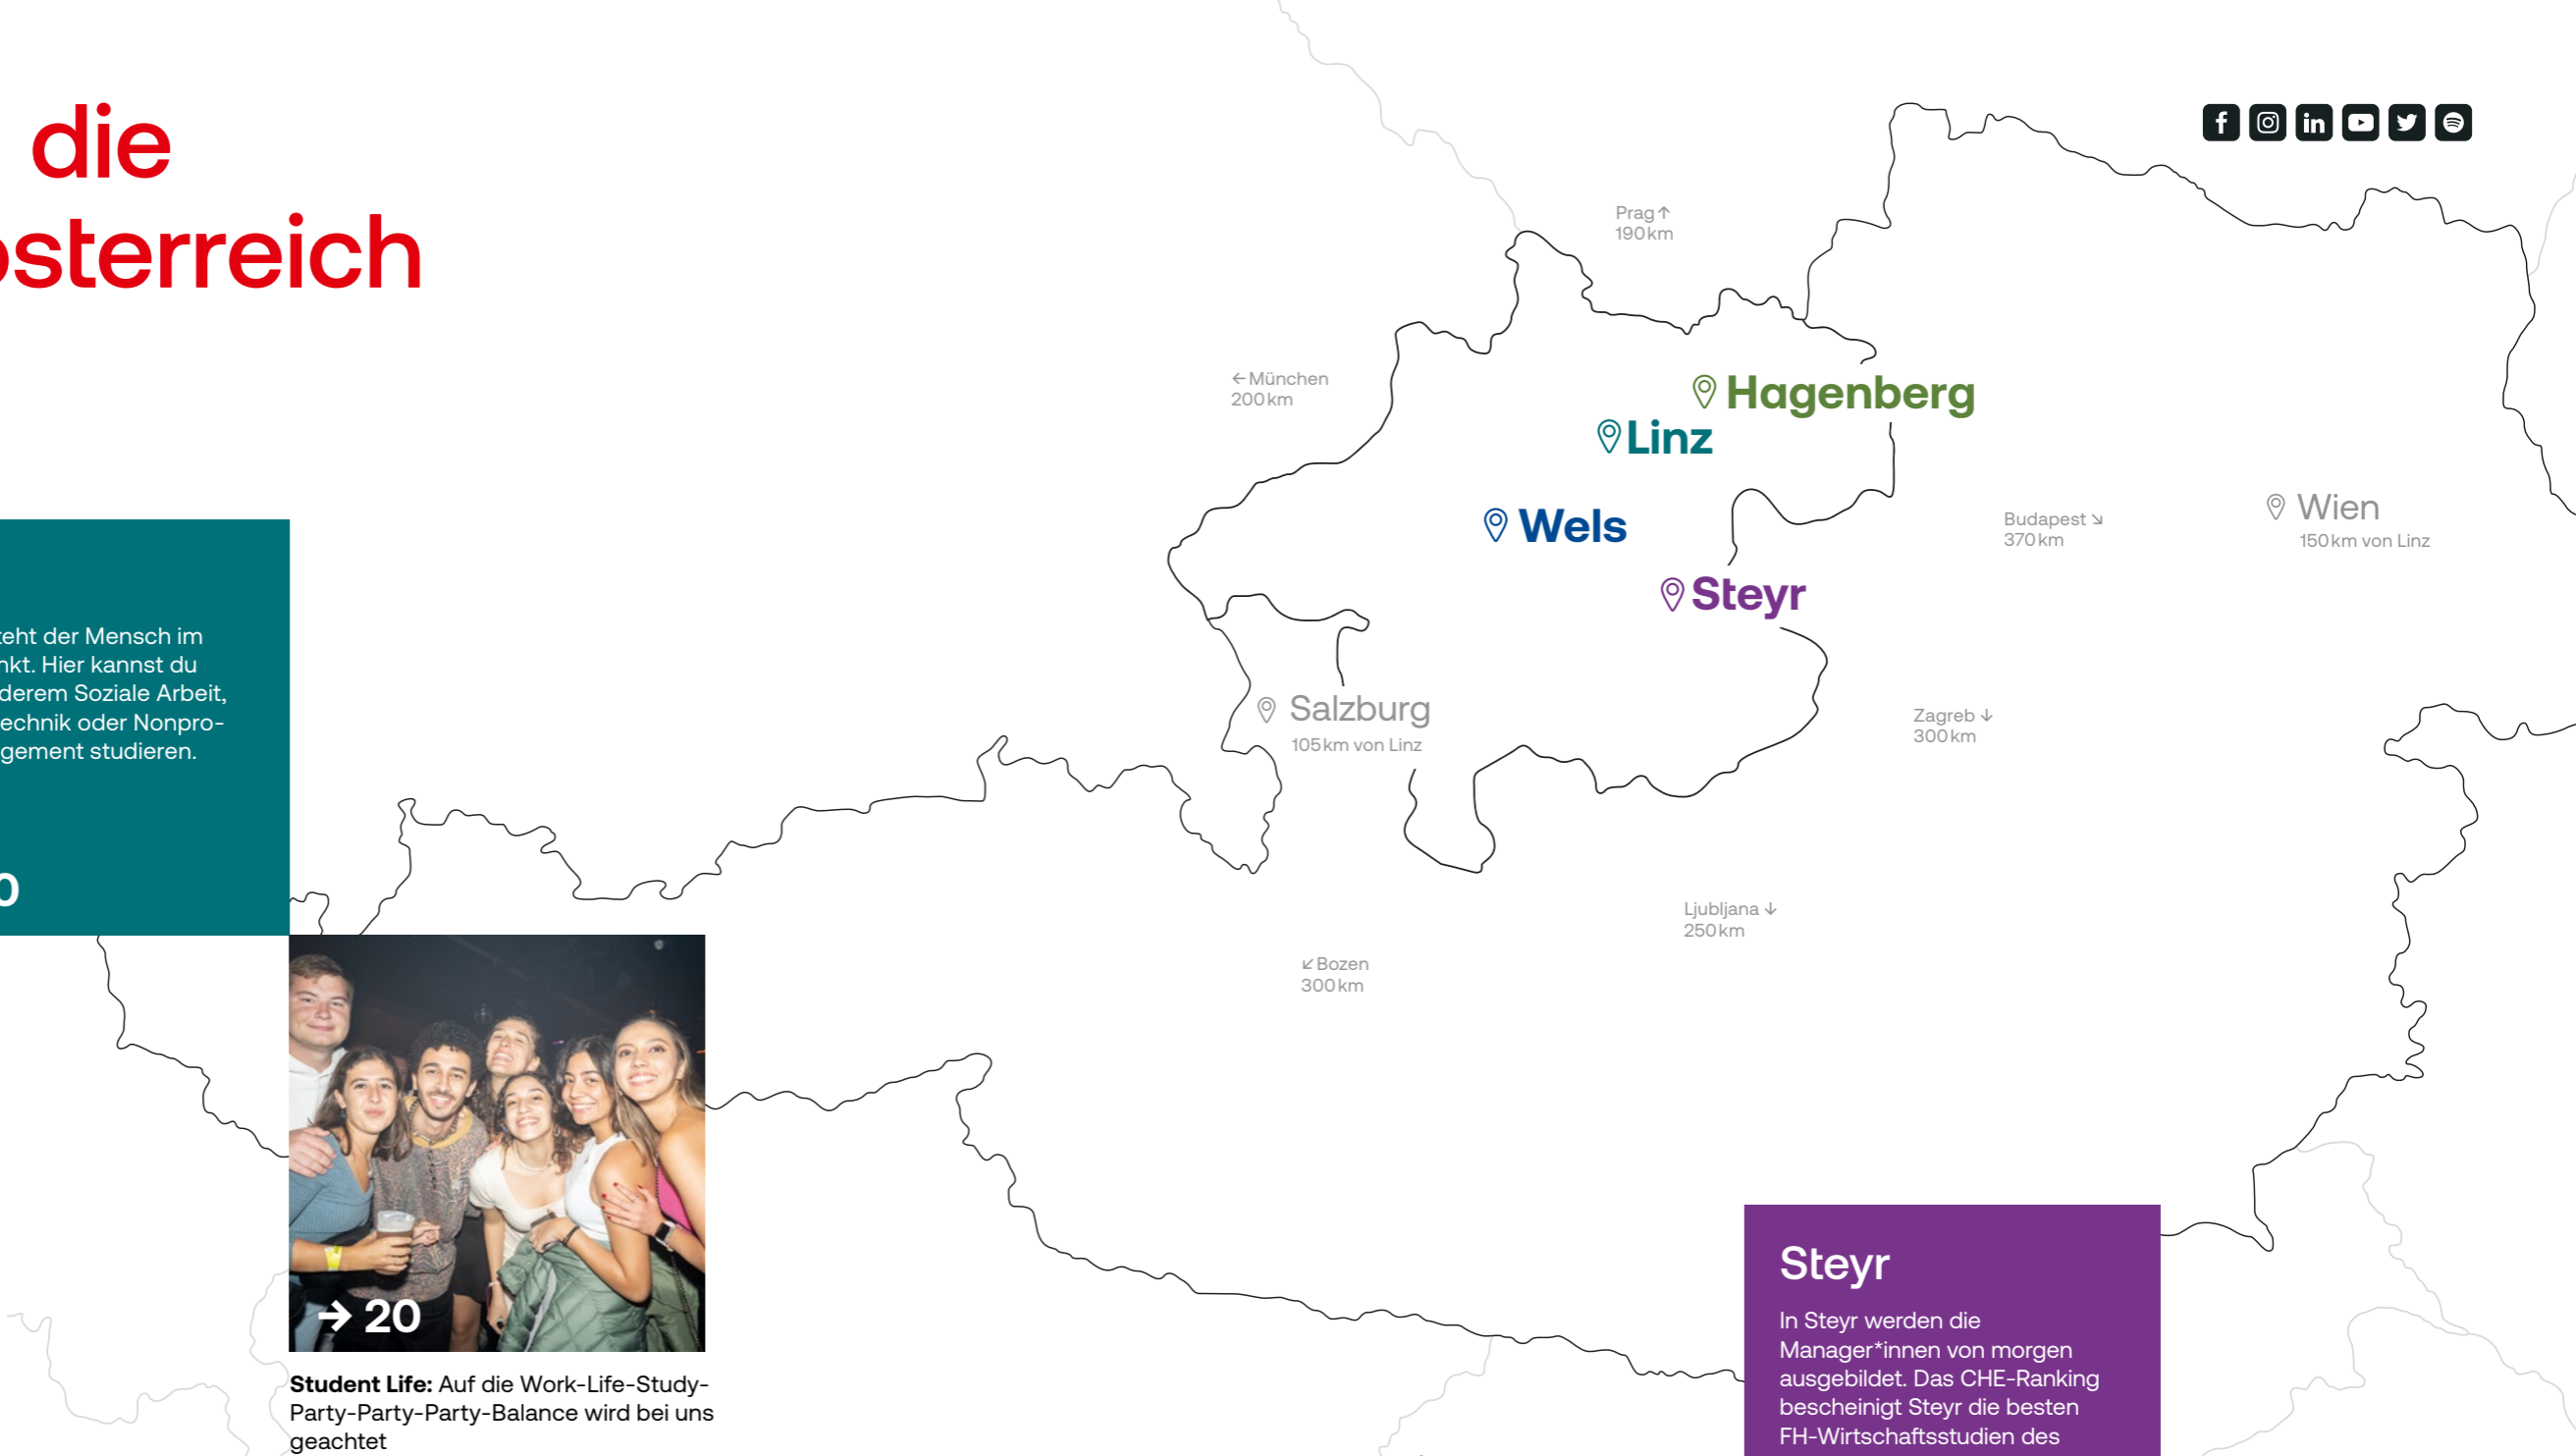 die
österreich
Prag ↑
190 km
← München
200 km
Hagenberg
Linz
Wels
Steyr
Budapest ↘
370 km
Wien
150 km von Linz
Salzburg
105 km von Linz
Zagreb ↓
300 km
Ljubljana ↓
250 km
↙ Bozen
300 km
teht der Mensch im
nkt. Hier kannst du
derem Soziale Arbeit,
echnik oder Nonpro-
gement studieren.
0
→ 20
Student Life: Auf die Work-Life-Study-
Party-Party-Party-Balance wird bei uns
geachtet
Steyr
In Steyr werden die
Manager*innen von morgen
ausgebildet. Das CHE-Ranking
bescheinigt Steyr die besten
FH-Wirtschaftsstudien des